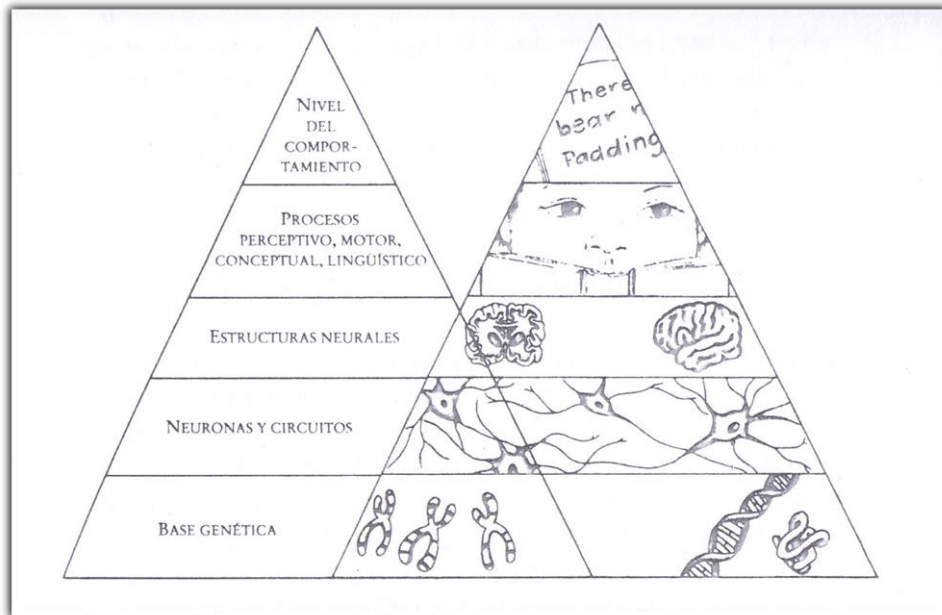 NIVEL
DEL
COMPOR-
TAMIENTO
There
bear n
Padding
PROCESOS
PERCEPTIVO, MOTOR,
CONCEPTUAL, LINGÜÍSTICO
ESTRUCTURAS NEURALES
NEURONAS Y CIRCUITOS
BASE GENÉTICA